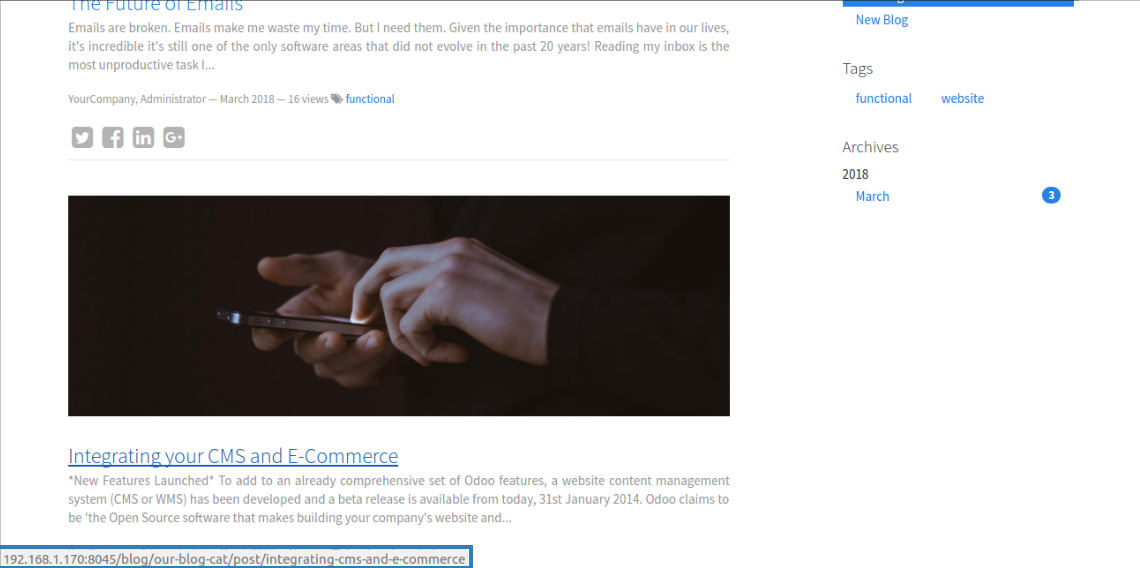 The Future of Emails
Emails are broken. Emails make me waste my time. But I need them. Given the importance that emails have in our lives,
it's incredible it's still one of the only software areas that did not evolve in the past 20 years! Reading my inbox is the
most unproductive task I...
YourCompany, Administrator — March 2018 — 16 views functional
G+
Integrating your CMS and E-Commerce
*New Features Launched* To add to an already comprehensive set of Odoo features, a website content management
system (CMS or WMS) has been developed and a beta release is available from today, 31st January 2014. Odoo claims to
be 'the Open Source software that makes building your company's website and...
192.168.1.170:8045/blog/our-blog-cat/post/integrating-cms-and-e-commerce
New Blog
Tags
functional website
Archives
2018
March 3